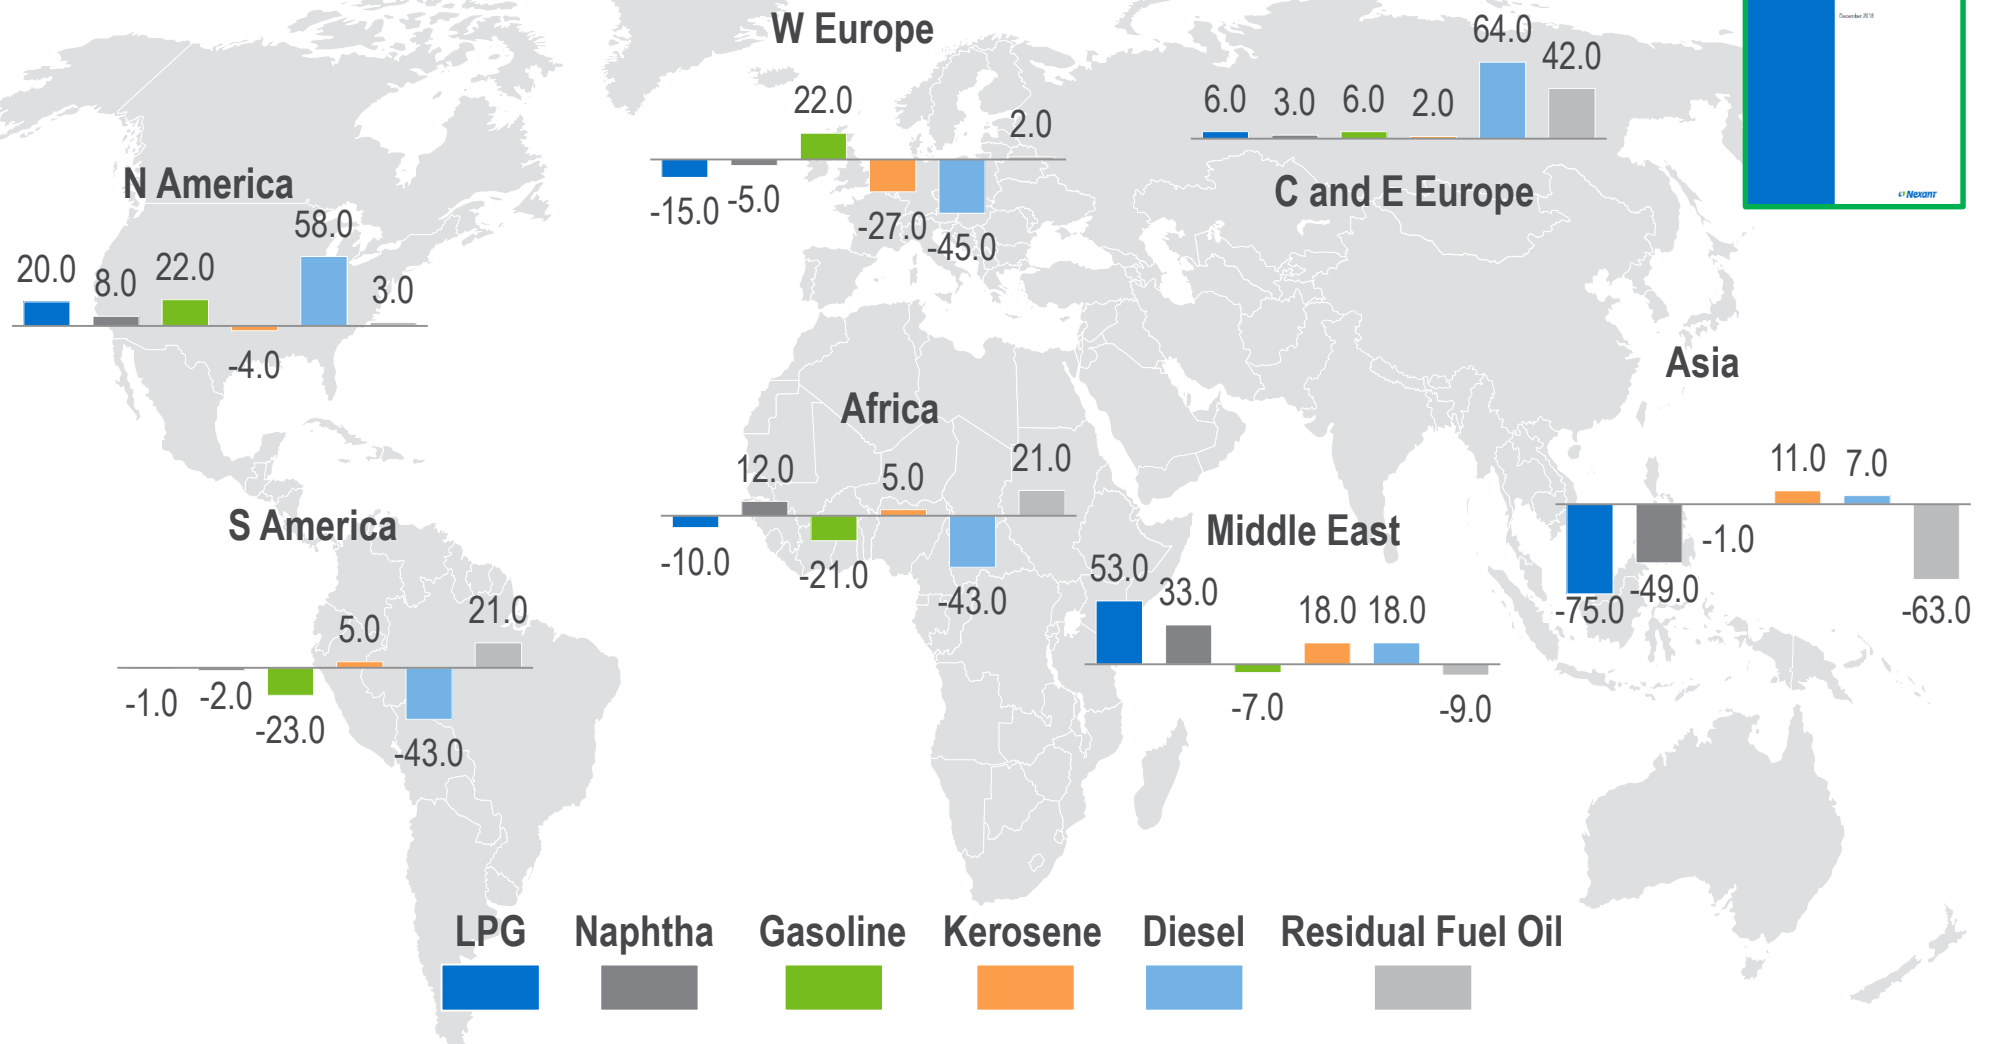 W Europe
22.0
2.0
-15.0
-5.0
-27.0
-45.0
64.0
42.0
6.0
3.0
6.0
2.0
C and E Europe
December 2018
Nexant
N America
58.0
20.0
8.0
22.0
3.0
-4.0
Asia
11.0
7.0
-1.0
-75.0
-49.0
-63.0
Africa
12.0
5.0
21.0
-10.0
-21.0
-43.0
Middle East
53.0
33.0
18.0
18.0
-7.0
-9.0
S America
5.0
21.0
-1.0
-2.0
-23.0
-43.0
LPG
Naphtha
Gasoline
Kerosene
Diesel
Residual Fuel Oil